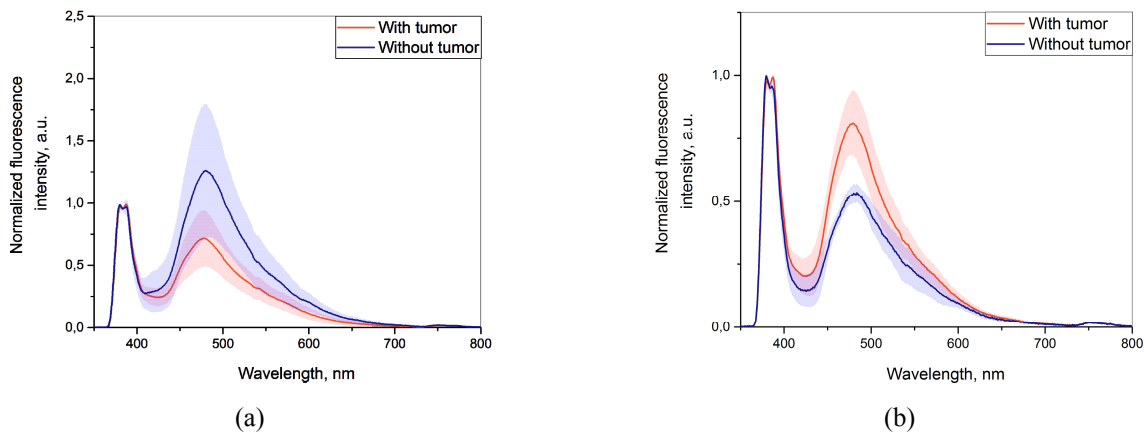 2,5
2,0
1,5
1,0
0,5
0,0
400
500
600
700
800
Normalized fluorescence
intensity, a.u.
Wavelength, nm
With tumor
Without tumor
(a)
1,0
0,5
0,0
400
500
600
700
800
Normalized fluorescence
intensity, a.u.
Wavelength, nm
With tumor
Without tumor
(b)